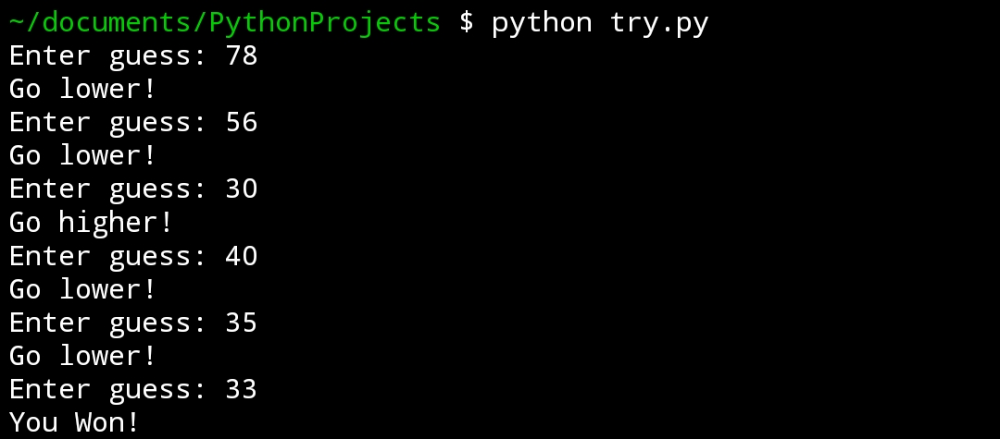 ~/documents/PythonProjects $ python try.py
Enter guess: 78
Go lower!
Enter guess: 56
Go lower!
Enter guess: 30
Go higher!
Enter guess: 40
Go lower!
Enter guess: 35
Go lower!
Enter guess: 33
You Won!